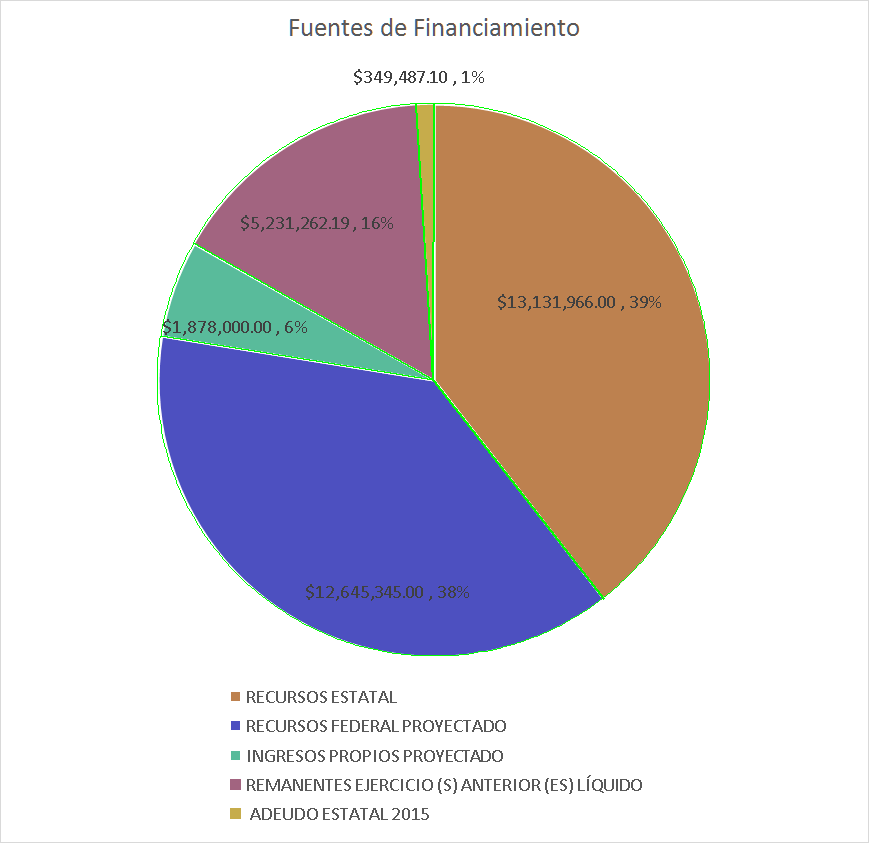 Fuentes de Financiamiento
$349,487.10 , 1%
$5,231,262.19 , 16%
$13,131,966.00 , 39%
$1,878,000.00 , 6%
$12,645,345.00 , 38%
RECURSOS ESTATAL
RECURSOS FEDERAL PROYECTADO
INGRESOS PROPIOS PROYECTADO
REMANENTES EJERCICIO (S) ANTERIOR (ES) LÍQUIDO
ADEUDO ESTATAL 2015